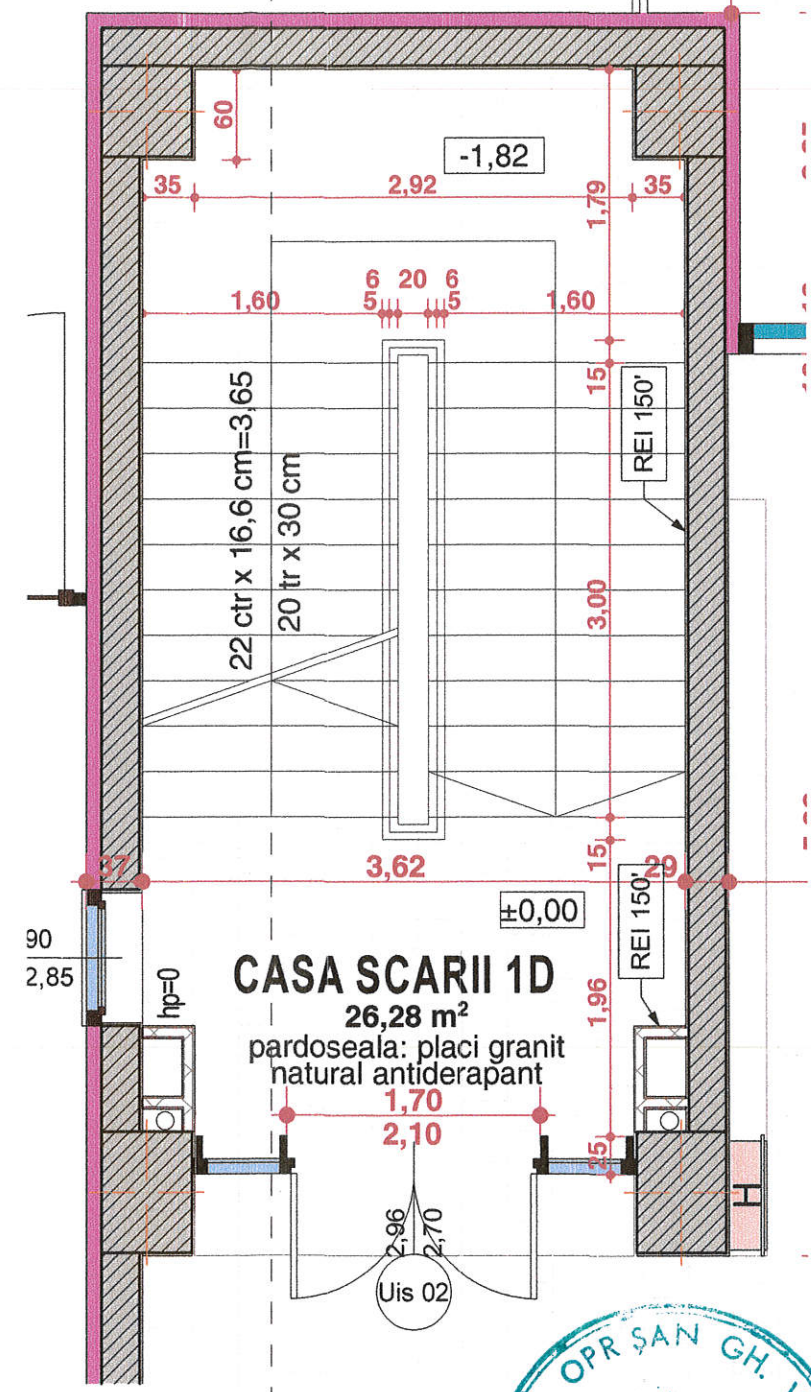 60
-1,82
35
2,92
35
1,79
6 20 6
1,60
5
5
1,60
15
22 ctr x 16,6 cm=3,65
20 tr x 30 cm
REI 150'
3,00
15
37
3,62
29
±0,00
REI 150'
90
2,85
hp=0
CASA SCARII 1D
26,28 m²
pardoseala: placi granit
natural antiderapant
1,96
1,70
2,10
25
H
2,96
2,70
Uis 02
OPRȘAN GH.